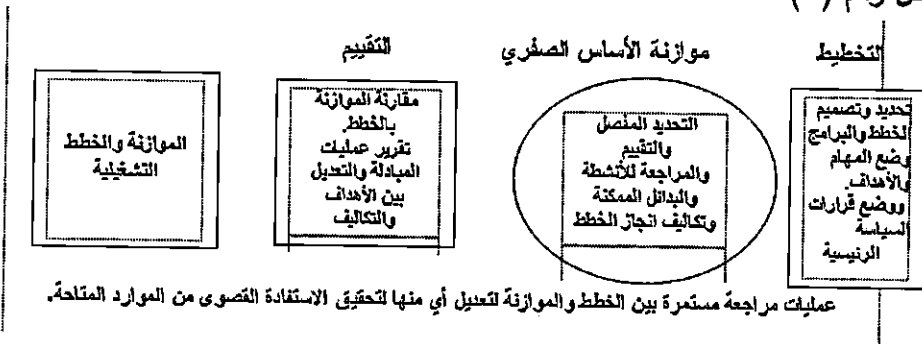 التخطيط
موازنة الأساس الصفري
التقييم
تحديد وتصميم
الخطط والبرامج
وضع المهام
والأهداف.
ووضع قرارات
السياسة
الرئيسية
التحديد المفصل
والتقييم
والمراجعة للأنشطة
والبدائل الممكنة
وتكاليف انجاز الخطط
مقارنة الموازنة
بالخطط.
تقرير عمليات
المبادلة والتعديل
بين الأهداف
والتكاليف
الموازنة والخطط
التشغيلية
عمليات مراجعة مستمرة بين الخطط والموازنة لتعديل أي منها لتحقيق الاستفادة القصوى من الموارد المتاحة.